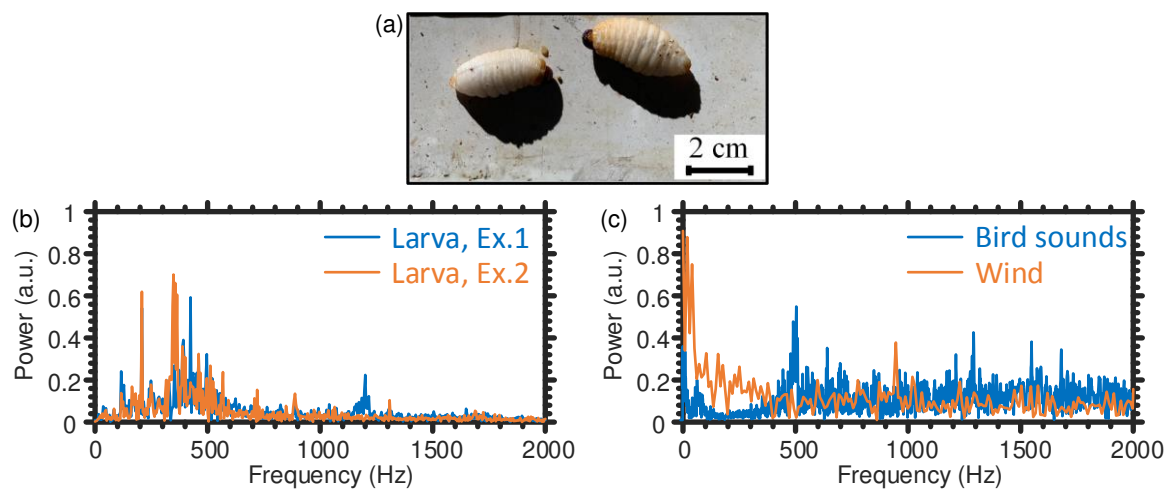 (a)
2 cm
(b)
1
0.8
0.6
0.4
0.2
0
Power (a.u.)
Larva, Ex.1
Larva, Ex.2
0 500 1000 1500 2000
Frequency (Hz)
(c)
1
0.8
0.6
0.4
0.2
0
Power (a.u.)
Bird sounds
Wind
0 500 1000 1500 2000
Frequency (Hz)